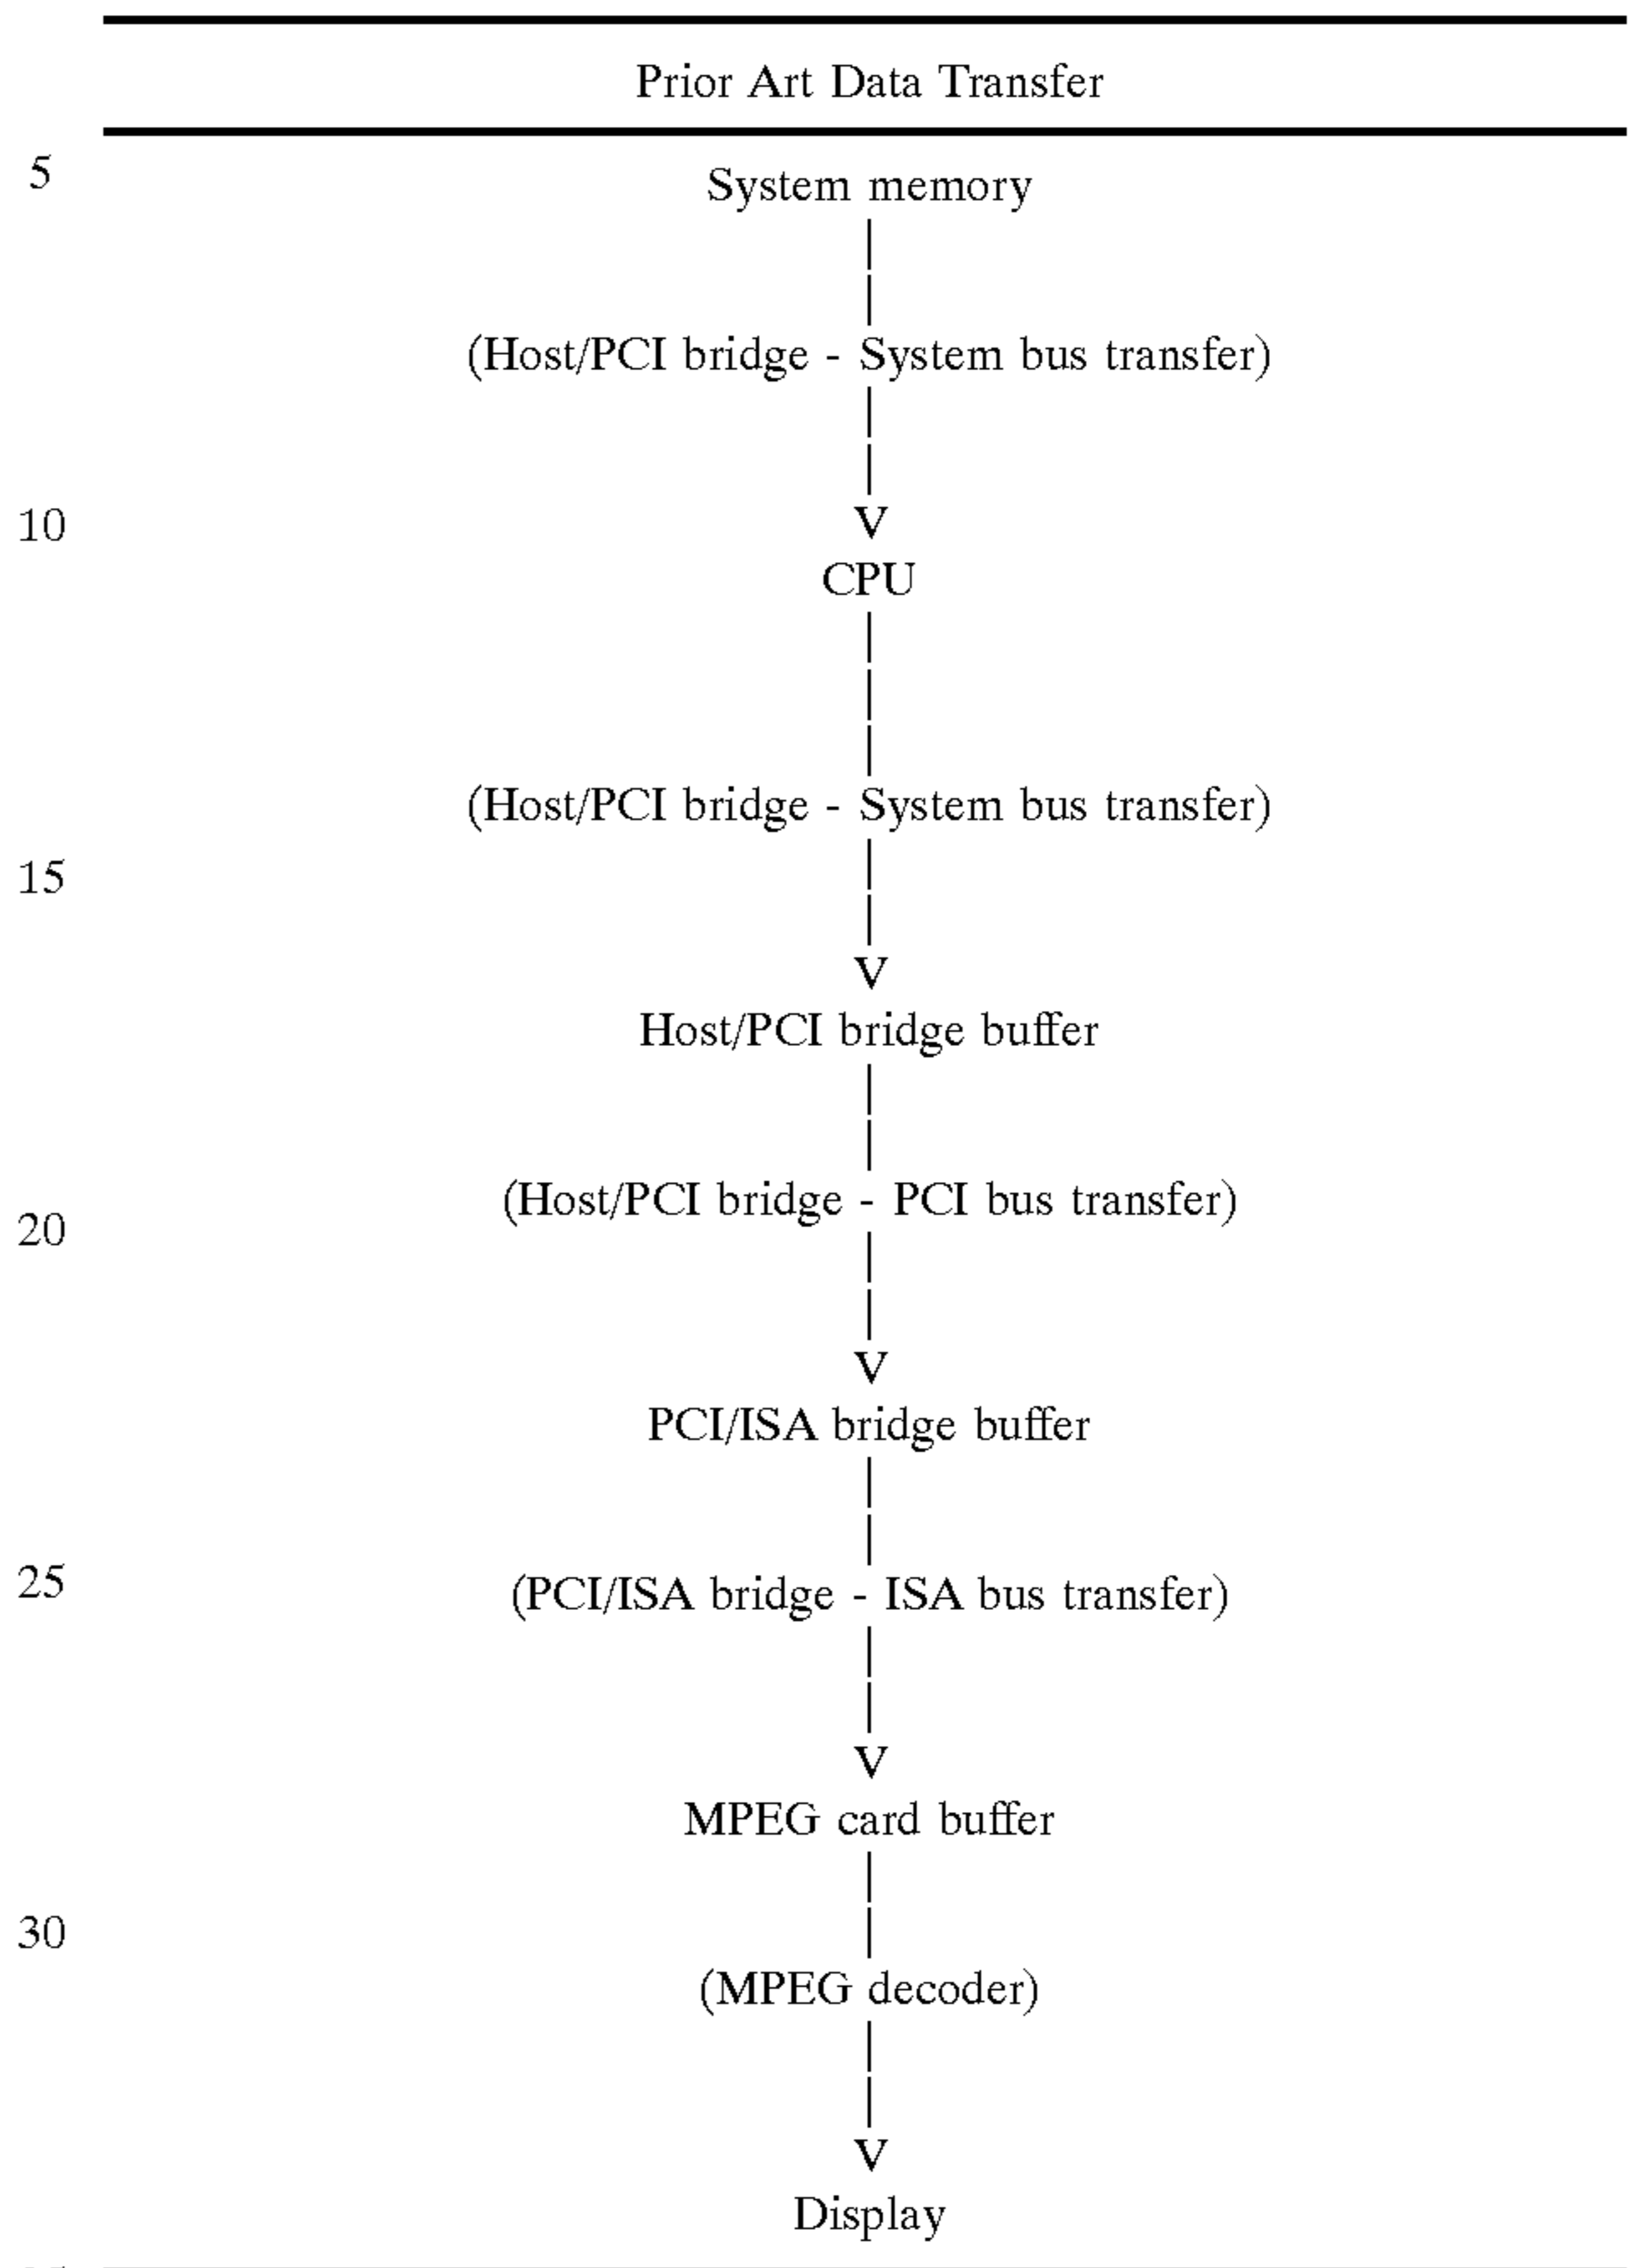 Prior Art Data Transfer
5
System memory
|
|
(Host/PCI bridge - System bus transfer)
|
|
10
V
CPU
|
|
|
(Host/PCI bridge - System bus transfer)
15
|
|
V
Host/PCI bridge buffer
|
|
(Host/PCI bridge - PCI bus transfer)
20
|
|
V
PCI/ISA bridge buffer
|
|
25
(PCI/ISA bridge - ISA bus transfer)
|
|
V
MPEG card buffer
|
|
30
(MPEG decoder)
|
|
V
Display